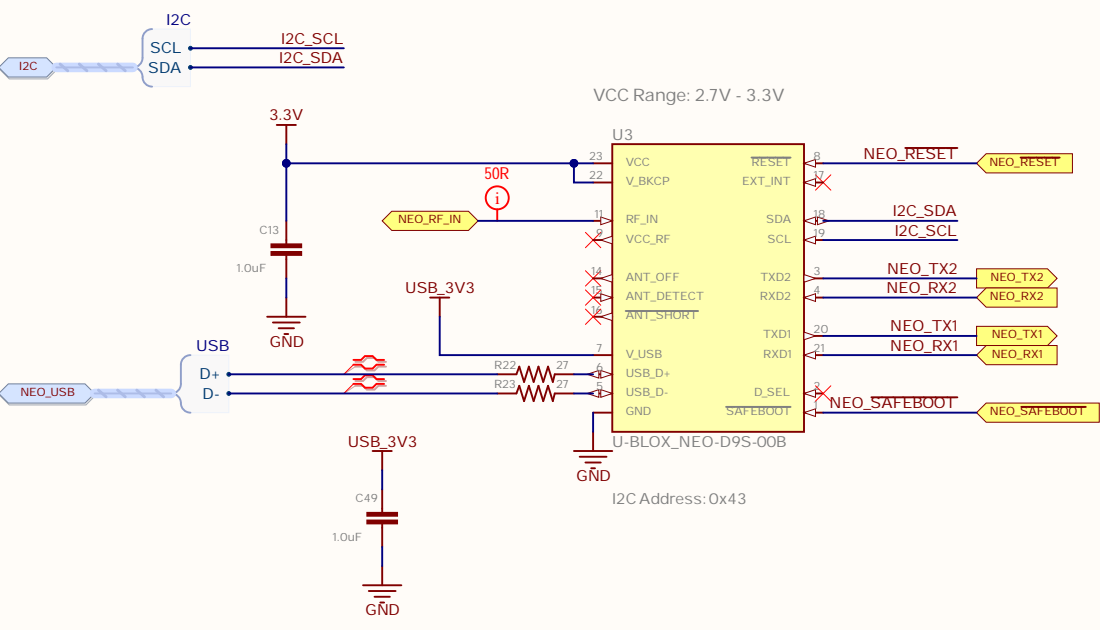 I2C
SCL
I2C_SCL
I2C
SDA
I2C_SDA
VCC Range: 2.7V - 3.3V
3.3V
U3
23
VCC
RESET
8
NEO_RESET
NEO_RESET
22
V_BKCP
EXT_INT
17
50R
i
NEO_RF_IN
11
RF_IN
SDA
18
I2C_SDA
C13
9
VCC_RF
SCL
19
I2C_SCL
1.0uF
14
ANT_OFF
TXD2
3
NEO_TX2
NEO_TX2
USB_3V3
15
ANT_DETECT
RXD2
4
NEO_RX2
NEO_RX2
16
ANT_SHORT
GND
TXD1
20
NEO_TX1
NEO_TX1
USB
7
V_USB
RXD1
21
NEO_RX1
NEO_RX1
D+
R22
27
6
USB_D+
NEO_USB
D-
R23
27
5
USB_D-
D_SEL
2
NEO_SAFEBOOT
GND
SAFEBOOT
1
NEO_SAFEBOOT
USB_3V3
U-BLOX_NEO-D9S-00B
GND
C49
I2C Address: 0x43
1.0uF
GND